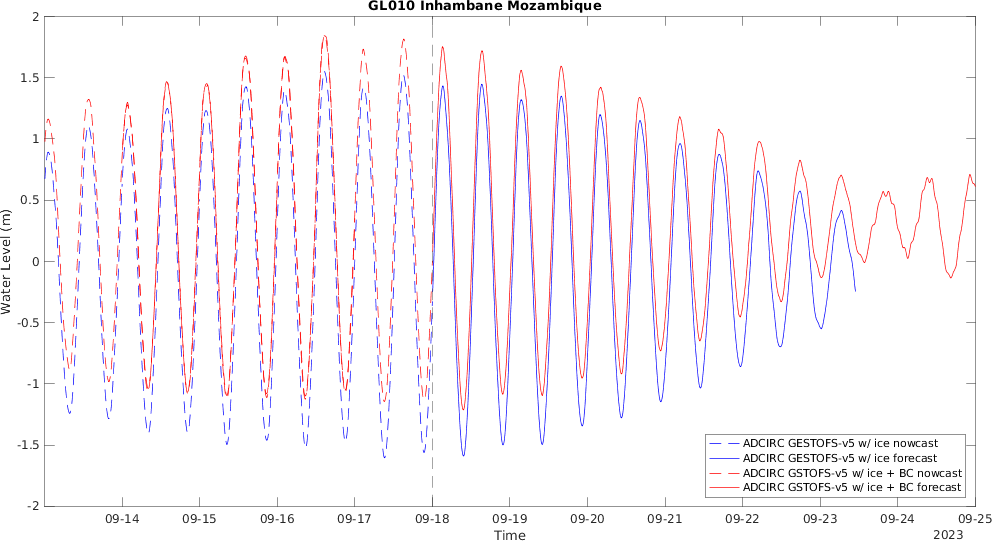 GL010 Inhambane Mozambique
2
1.5
1
0.5
0
-0.5
-1
-1.5
-2
Water Level (m)
ADCIRC GESTOFS-v5 w/ ice nowcast
ADCIRC GESTOFS-v5 w/ ice forecast
ADCIRC GSTOFS-v5 w/ ice + BC nowcast
ADCIRC GSTOFS-v5 w/ ice + BC forecast
09-14 09-15 09-16 09-17 09-18 09-19 09-20 09-21 09-22 09-23 09-24 09-25
Time
2023